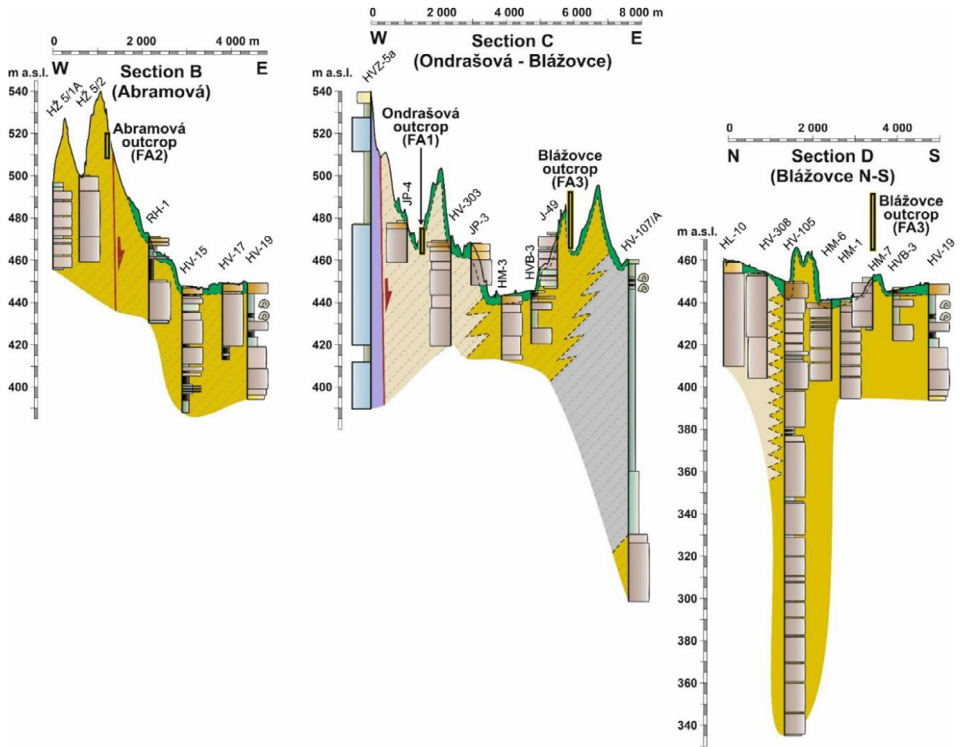 0 2 000 4 000 m
W Section B E
(Abramová)
m a.s.l.
HŽ 5/1A
HŽ 5/2
Abramová
outcrop
(FA2)
RH-1
HV-15
HV-17
HV-19
540
520
500
480
460
440
420
400
0 2 000 4 000 6 000 8 000 m
W Section C E
(Ondrašová - Blážovce)
m a.s.l.
HVZ-5a
Ondrašová
outcrop
(FA1)
JP-4
HV-303
JP-3
HM-3
HVB-3
J-49
Blážovce
outcrop
(FA3)
HV-107/A
540
520
500
480
460
440
420
400
0 2 000 4 000
N Section D S
(Blážovce N-S)
m a.s.l.
HL-10
HV-308
HV-105
HM-6
HM-1
HM-7
HVB-3
HV-19
Blážovce
outcrop
(FA3)
460
440
420
400
380
360
340
320
300
380
360
340